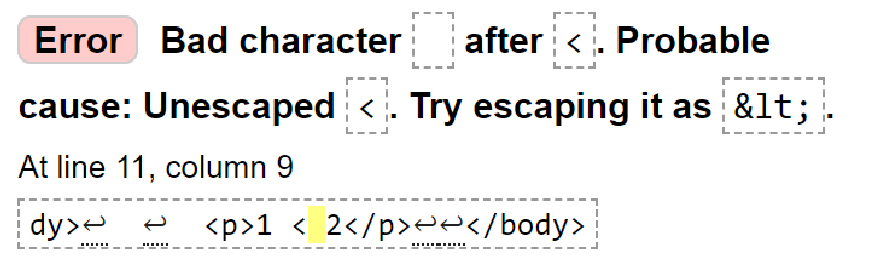 Error Bad character   after <. Probable
cause: Unescaped <. Try escaping it as &lt;.
At line 11, column 9
dy>↩  ↩  <p>1 < 2</p>↩↩</body>